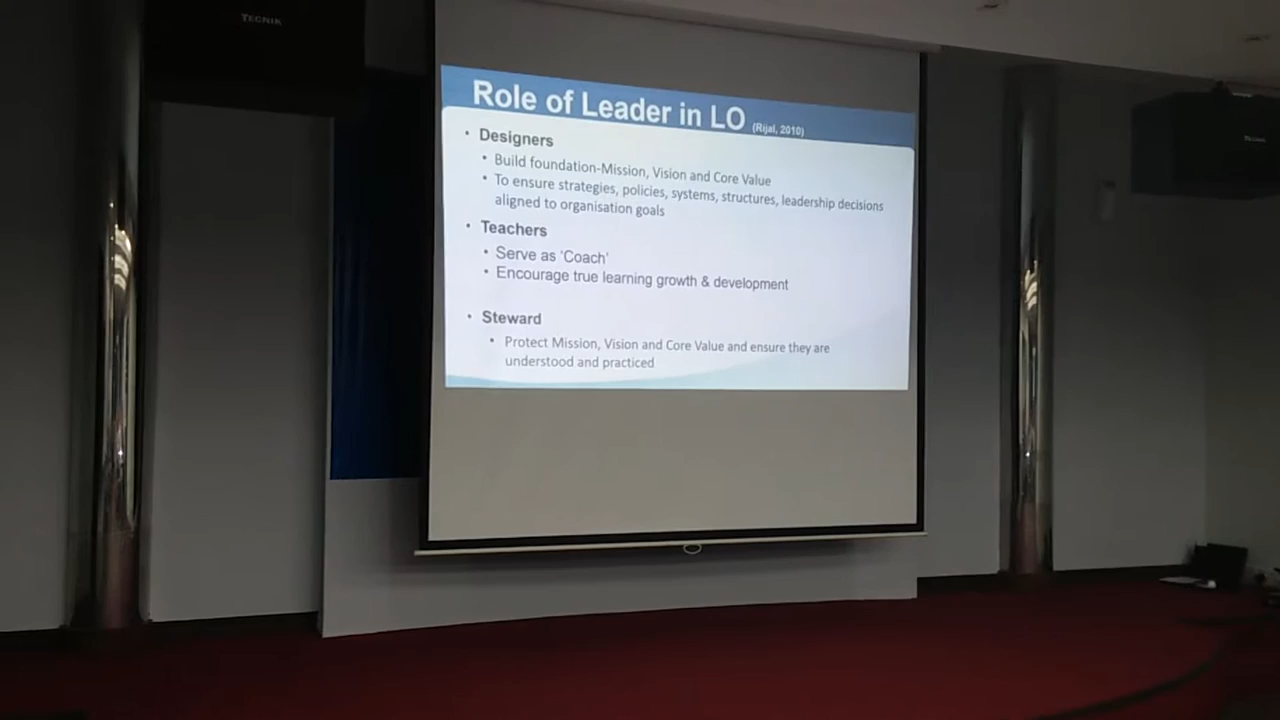 TECNIK
Role of Leader in LO (Rijal, 2010)
• Designers
• Build foundation-Mission, Vision and Core Value
• To ensure strategies, policies, systems, structures, leadership decisions
aligned to organisation goals
• Teachers
• Serve as ‘Coach’
• Encourage true learning growth & development
• Steward
• Protect Mission, Vision and Core Value and ensure they are
understood and practiced